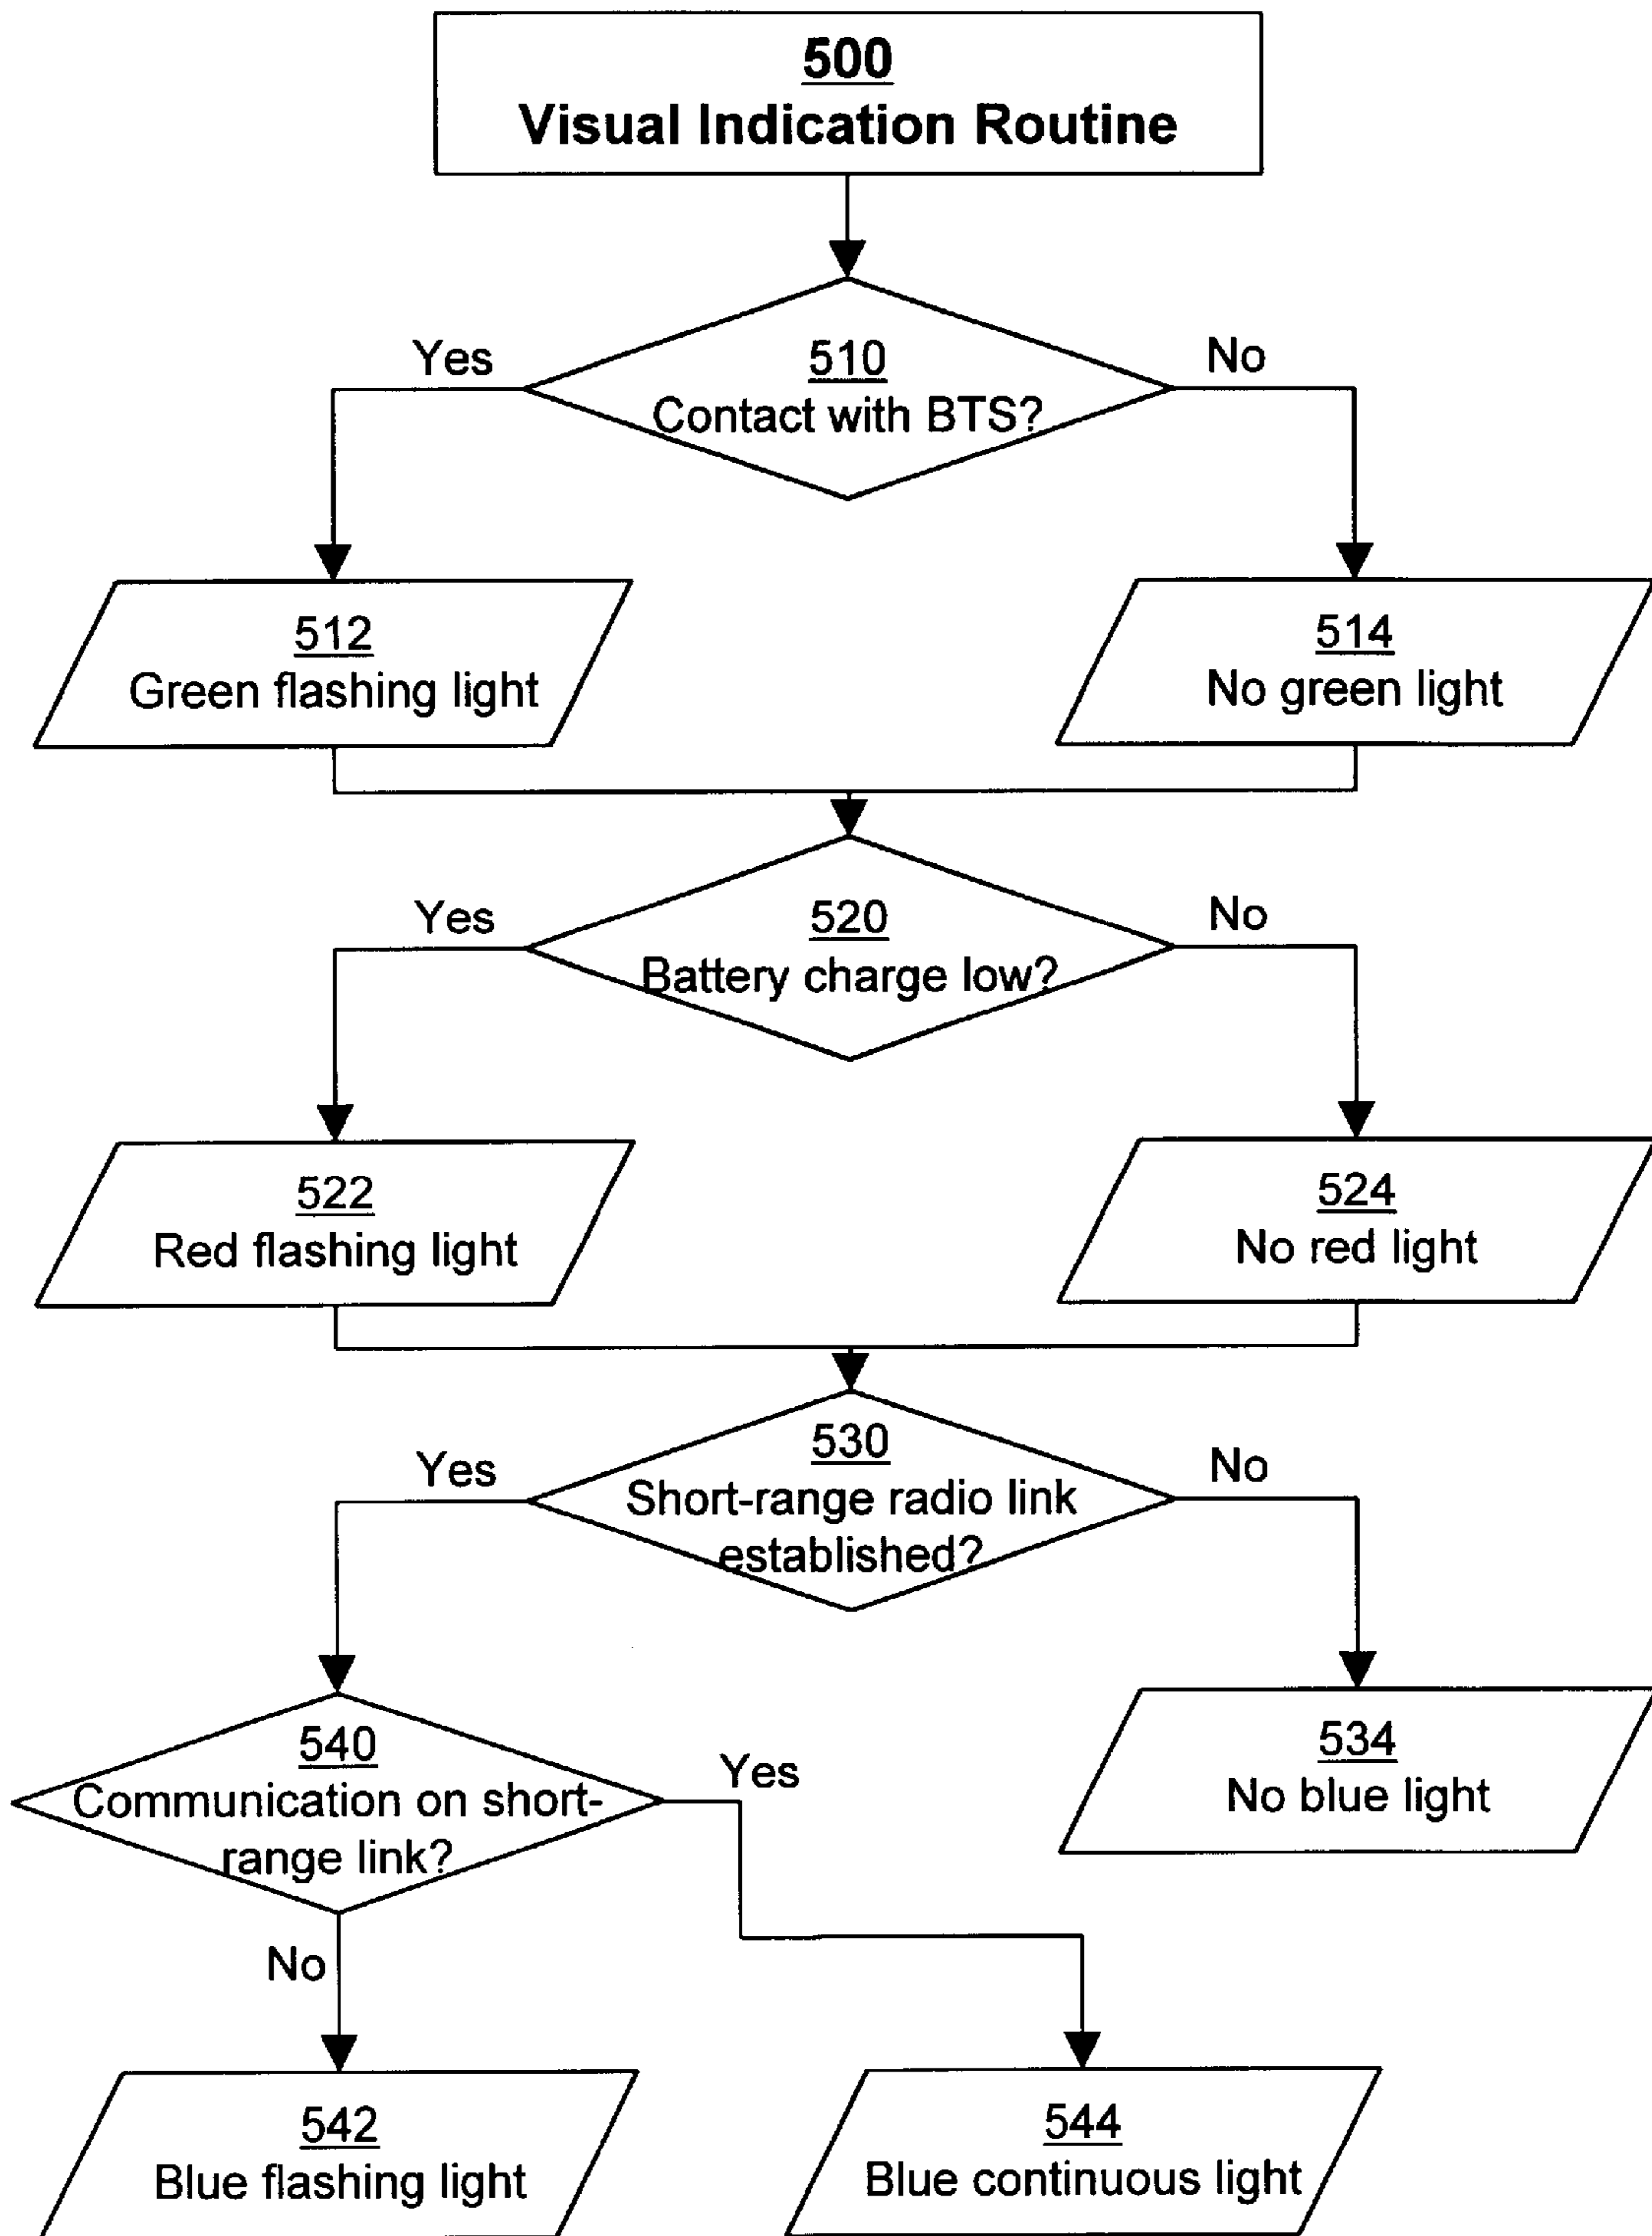 500
Visual Indication Routine
Yes
510
Contact with BTS?
No
512
Green flashing light
514
No green light
Yes
520
Battery charge low?
No
522
Red flashing light
524
No red light
Yes
530
Short-range radio link
established?
No
540
Communication on short-
range link?
Yes
534
No blue light
No
542
Blue flashing light
544
Blue continuous light